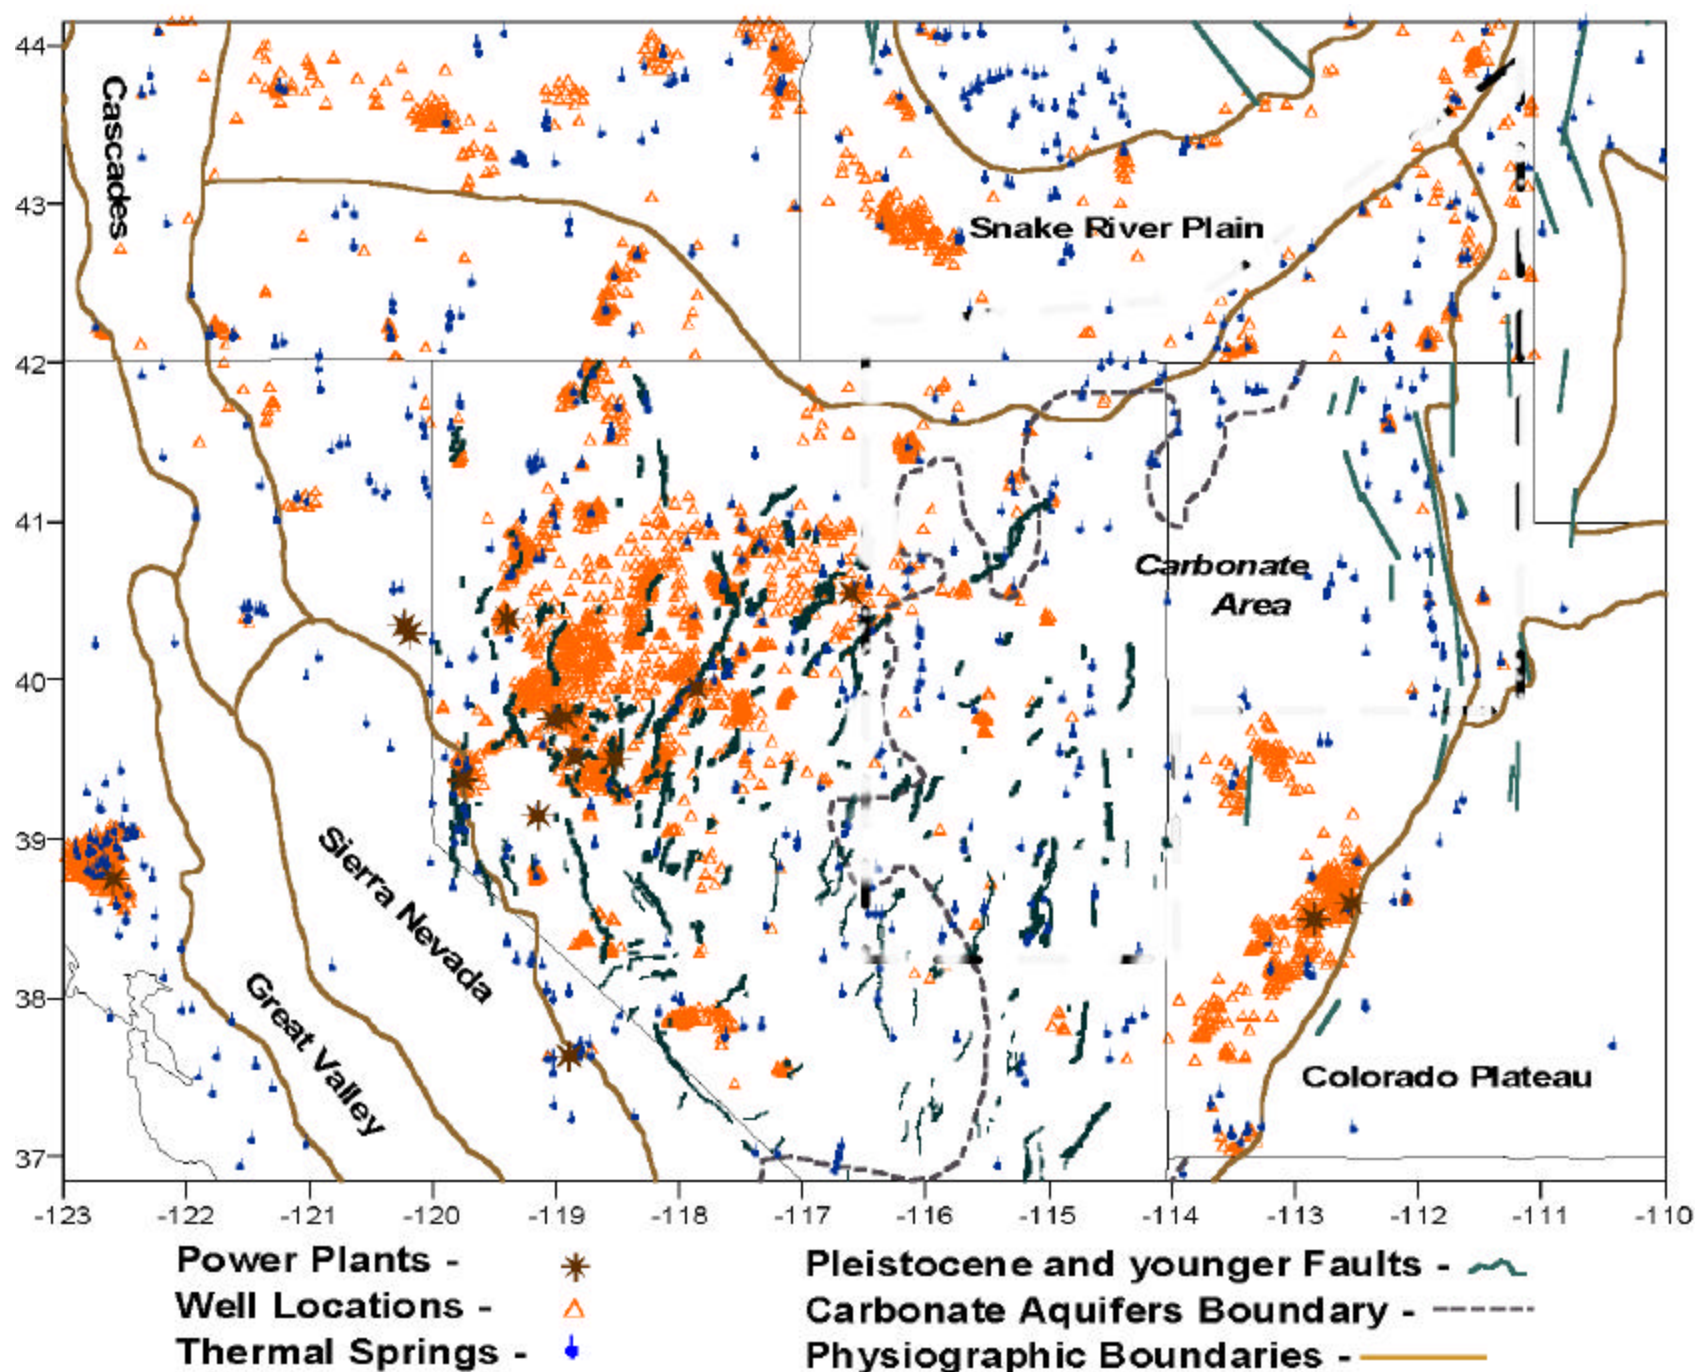 44
43
42
41
40
39
38
37
Cascades
Snake River Plain
Carbonate
Area
Sierra Nevada
Great Valley
Colorado Plateau
-123 -122 -121 -120 -119 -118 -117 -116 -115 -114 -113 -112 -111 -110
Power Plants -
Well Locations -
Thermal Springs -
Pleistocene and younger Faults -
Carbonate Aquifers Boundary -
Physiographic Boundaries -